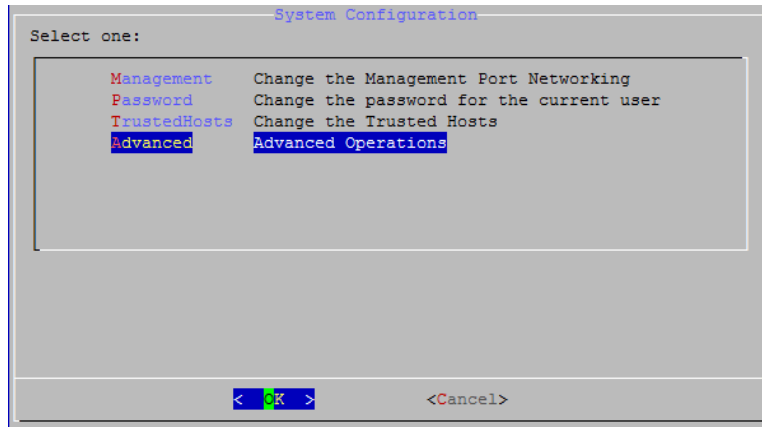 System Configuration
Select one:
Management Change the Management Port Networking
Password Change the password for the current user
TrustedHosts Change the Trusted Hosts
Advanced Advanced Operations
< OK > <Cancel>